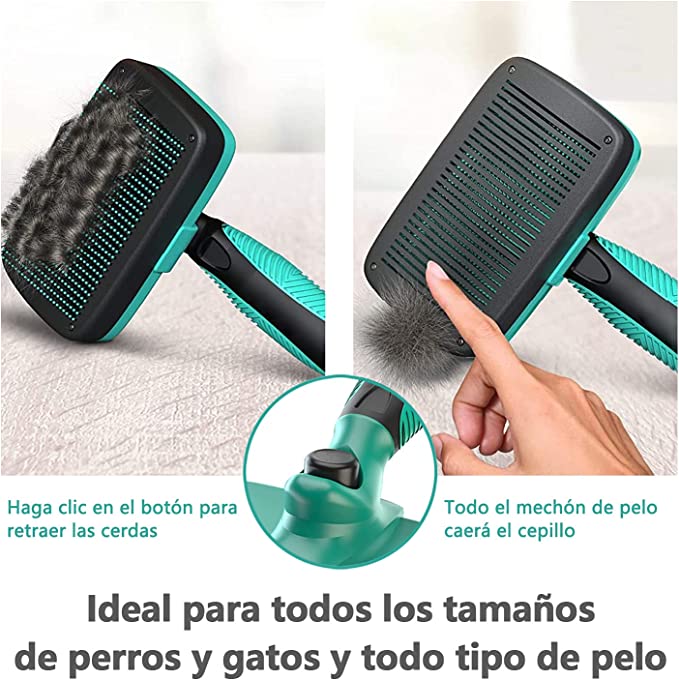 Haga clic en el botón para
retraer las cerdas
Todo el mechón de pelo
caerá el cepillo
Ideal para todos los tamaños
de perros y gatos y todo tipo de pelo